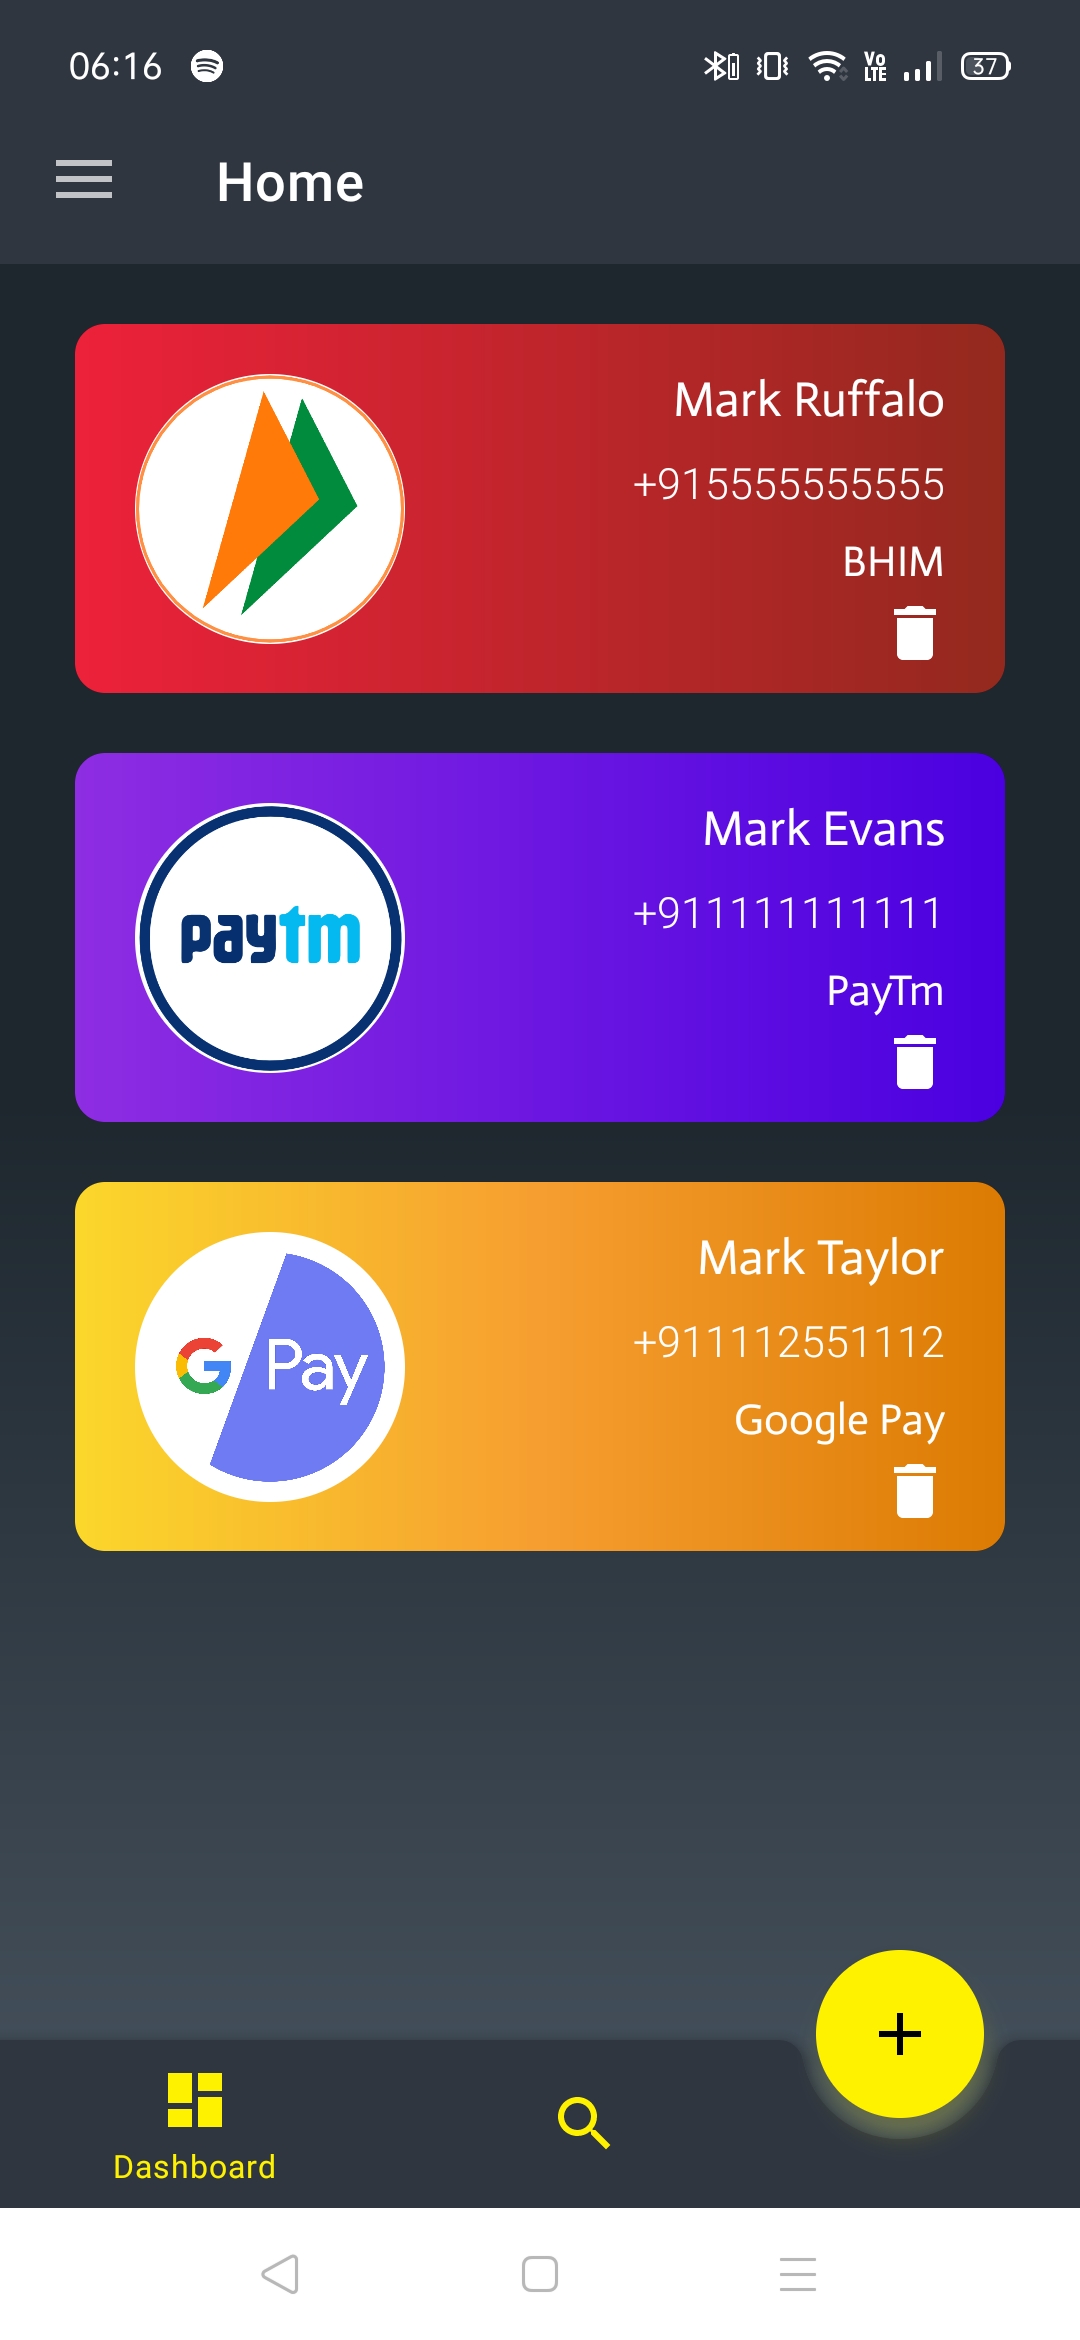 06:16
Vo
LTE
37
Home
Mark Ruffalo
+915555555555
BHIM
paytm
Mark Evans
+911111111111
PayTm
G Pay
Mark Taylor
+911112551112
Google Pay
Dashboard